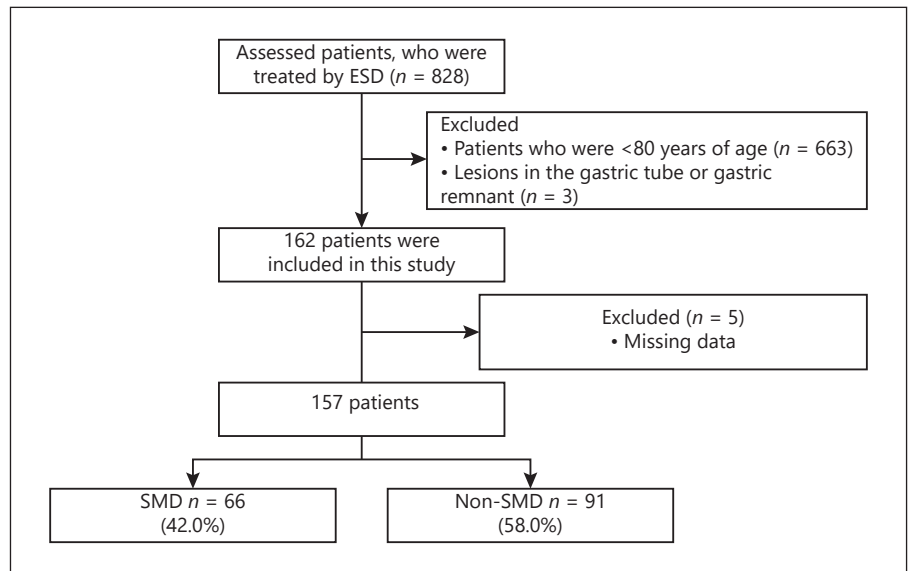 Assessed patients, who were
treated by ESD (n = 828)
Excluded
• Patients who were <80 years of age (n = 663)
• Lesions in the gastric tube or gastric
remnant (n = 3)
162 patients were
included in this study
Excluded (n = 5)
• Missing data
157 patients
SMD n = 66
(42.0%)
Non-SMD n = 91
(58.0%)